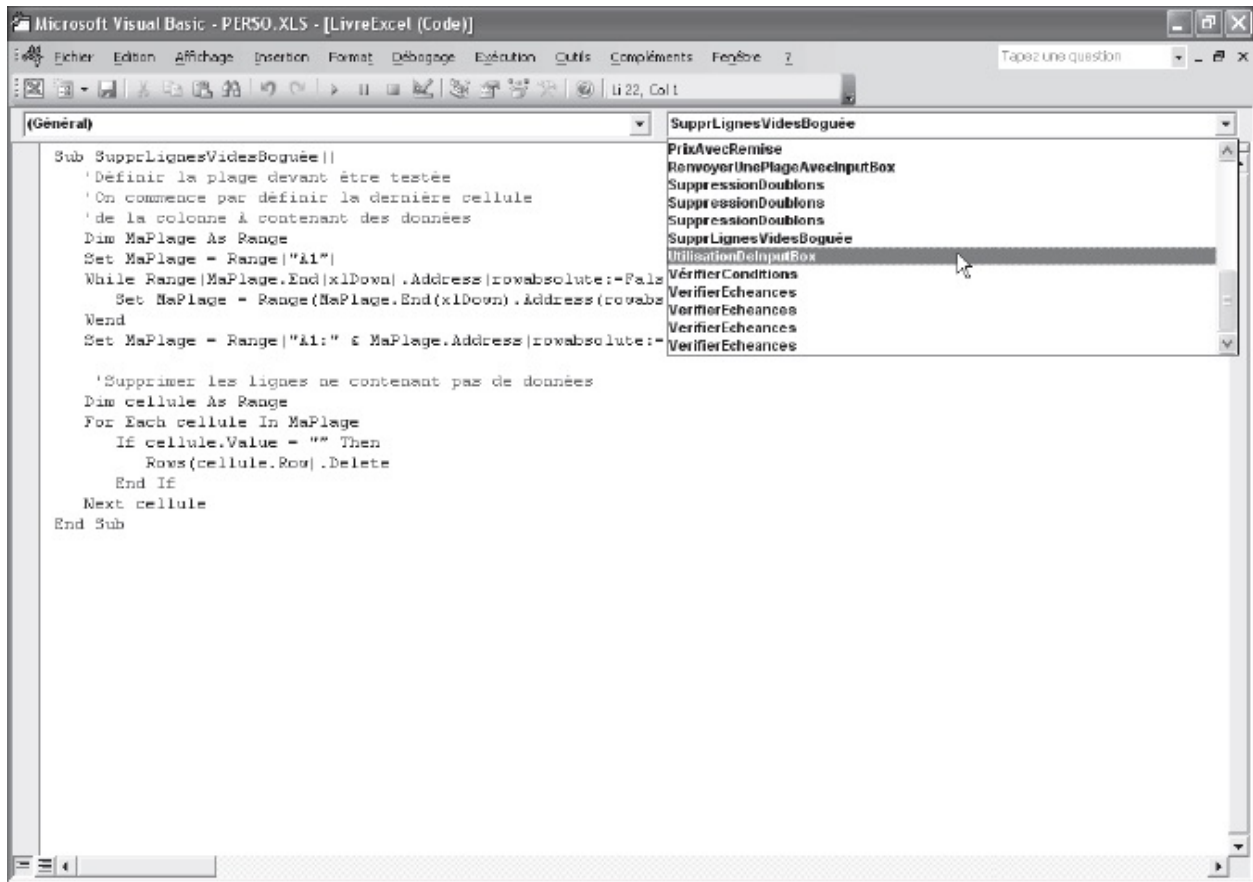 Microsoft Visual Basic - PERSO.XLS - [LivreExcel (Code)]
Fichier Edition Affichage Insertion Format Débogage Exécution Outils Compléments Fenêtre ? Tapez une question
Li 22, Col 1
(Général) SupprLignesVidesBoguée
PrixAvecRemise
RenvoyerUnePlageAvecInputBox
SuppressionDoublons
SuppressionDoublons
SuppressionDoublons
SupprLignesVidesBoguée
UtilisationDeInputBox
VérifierConditions
VerifierEcheances
VerifierEcheances
VerifierEcheances
VerifierEcheances
Sub SupprLignesVidesBoguée()
'Définir la plage devant être testée
'On commence par définir la dernière cellule
'de la colonne A contenant des données
Dim MaPlage As Range
Set MaPlage = Range("A1")
While Range(MaPlage.End(xlDown).Address(rowabsolute:=Fals
Set MaPlage = Range(MaPlage.End(xlDown).Address(rowabs
Wend
Set MaPlage = Range("A1:" & MaPlage.Address(rowabsolute:=
'Supprimer les lignes ne contenant pas de données
Dim cellule As Range
For Each cellule In MaPlage
If cellule.Value = "" Then
Rows(cellule.Row).Delete
End If
Next cellule
End Sub